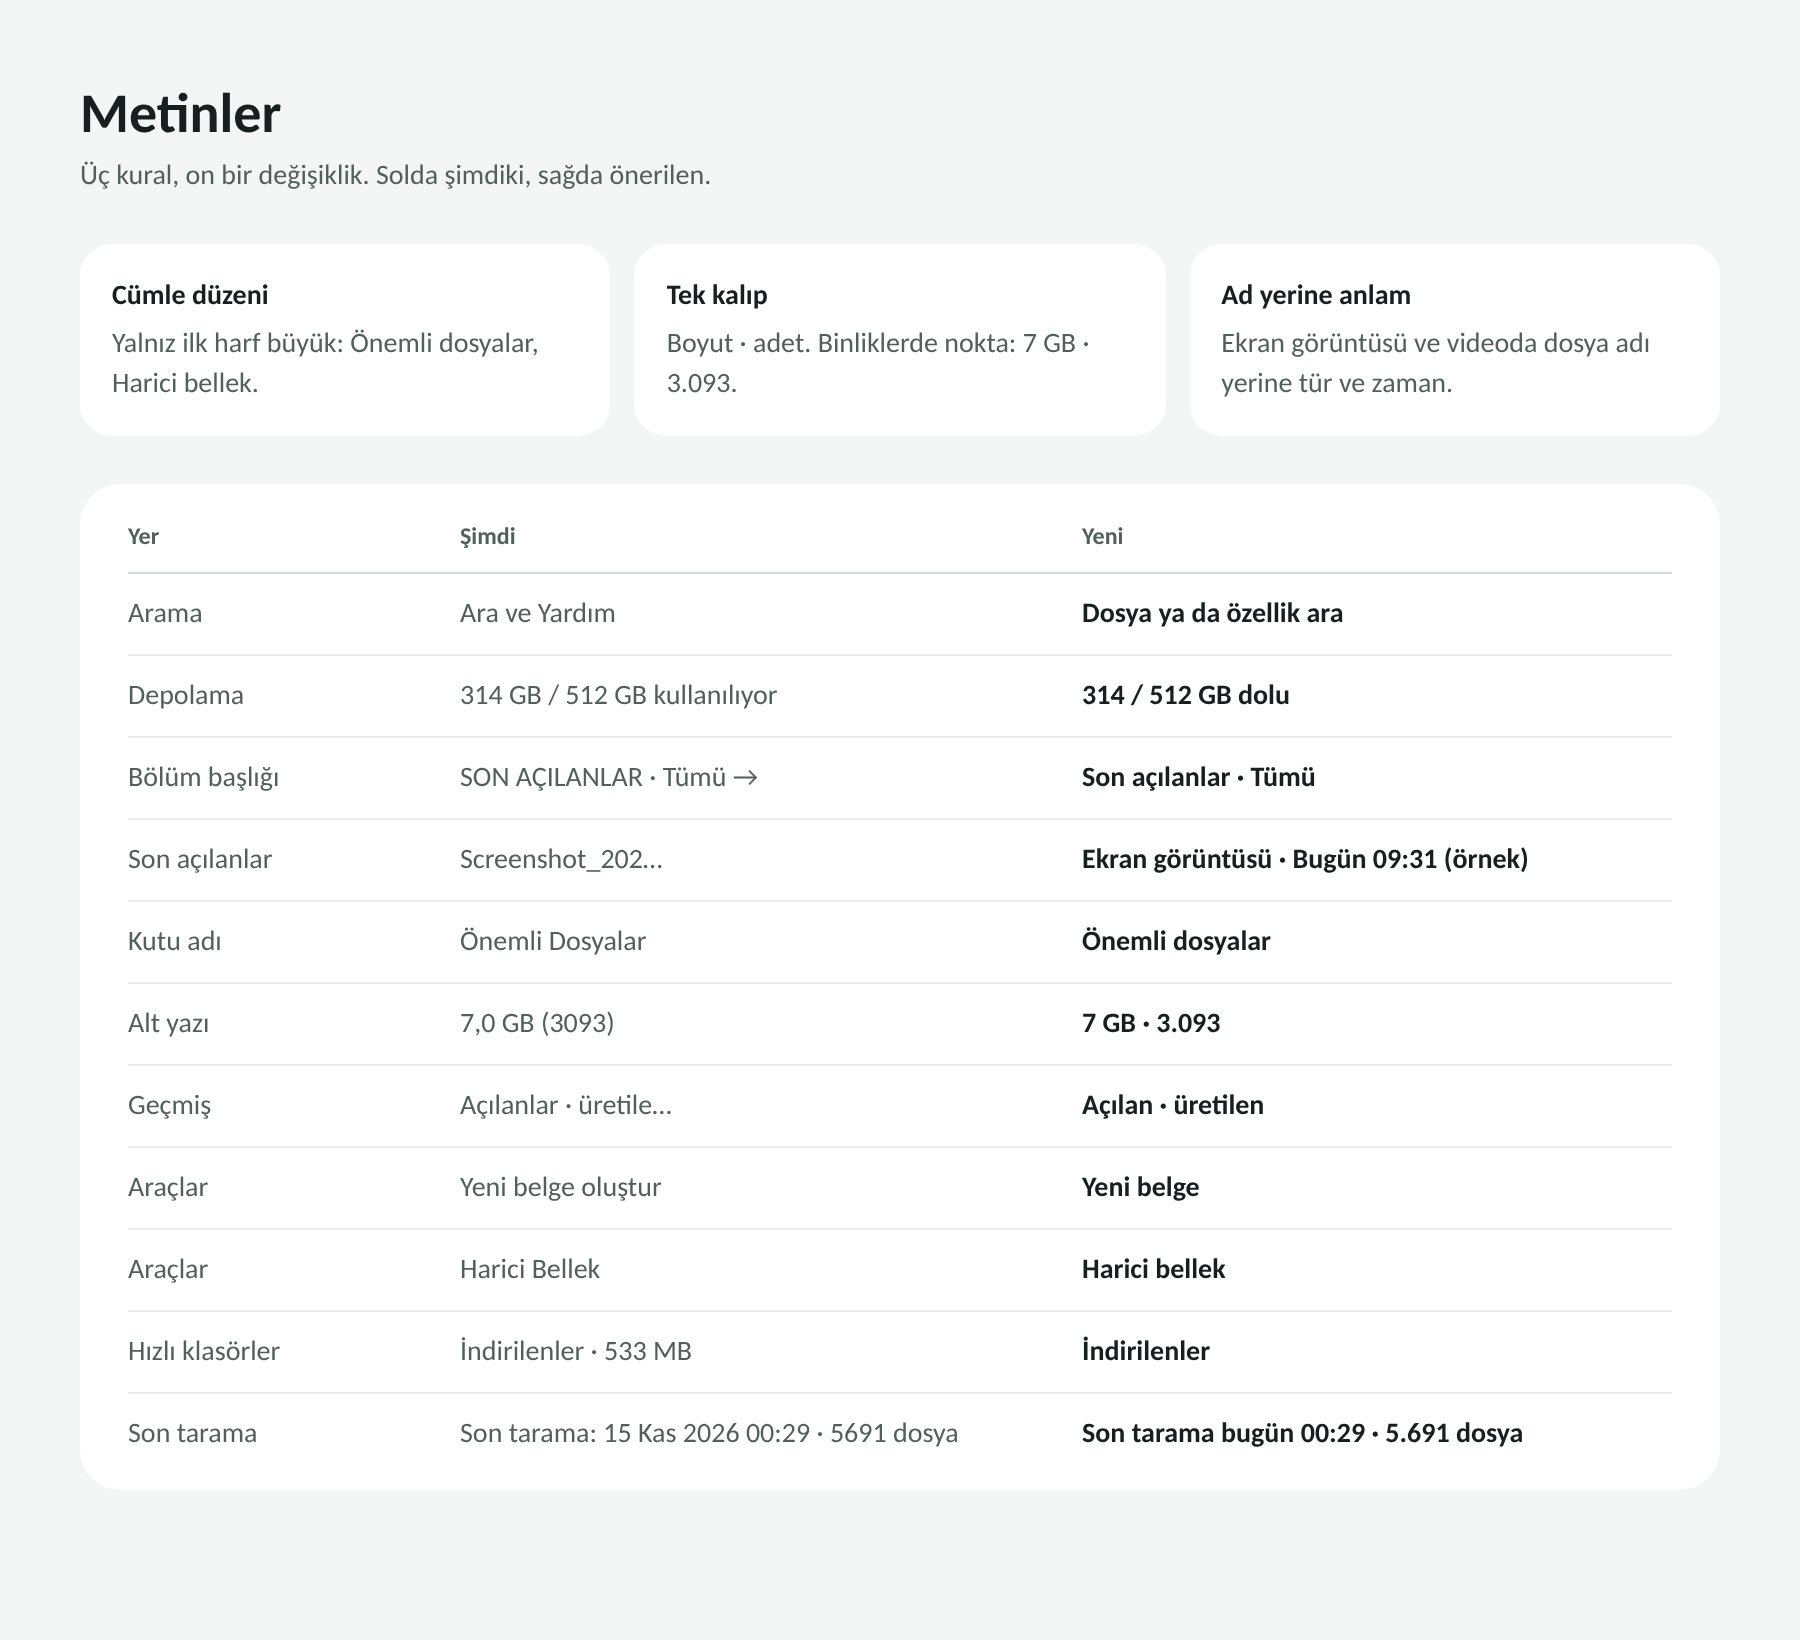 Metinler
Üç kural, on bir değişiklik. Solda şimdiki, sağda önerilen.
Cümle düzeni
Yalnız ilk harf büyük: Önemli dosyalar,
Harici bellek.
Tek kalıp
Boyut · adet. Binliklerde nokta: 7 GB ·
3.093.
Ad yerine anlam
Ekran görüntüsü ve videoda dosya adı
yerine tür ve zaman.
Yer Şimdi Yeni
Arama Ara ve Yardım Dosya ya da özellik ara
Depolama 314 GB / 512 GB kullanılıyor 314 / 512 GB dolu
Bölüm başlığı SON AÇILANLAR · Tümü → Son açılanlar · Tümü
Son açılanlar Screenshot_202... Ekran görüntüsü · Bugün 09:31 (örnek)
Kutu adı Önemli Dosyalar Önemli dosyalar
Alt yazı 7,0 GB (3093) 7 GB · 3.093
Geçmiş Açılanlar · üretile... Açılan · üretilen
Araçlar Yeni belge oluştur Yeni belge
Araçlar Harici Bellek Harici bellek
Hızlı klasörler İndirilenler · 533 MB İndirilenler
Son tarama Son tarama: 15 Kas 2026 00:29 · 5691 dosya Son tarama bugün 00:29 · 5.691 dosya